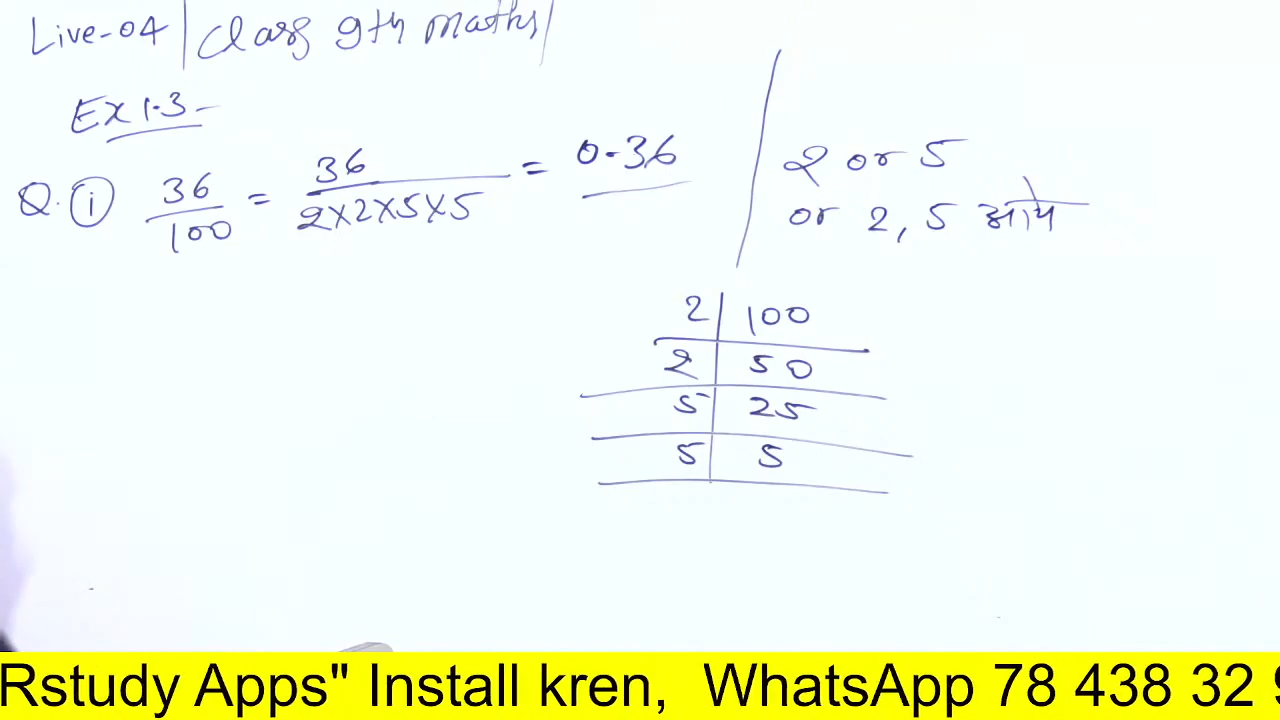 Live-04 | Class 9th maths |
Ex 1.3-
Q. (i) 36/100 = 36/2×2×5×5 = 0.36
2 or 5
or 2, 5 आये
2 | 100
2 | 50
5 | 25
5 | 5
Rstudy Apps" Install kren, WhatsApp 78 438 32